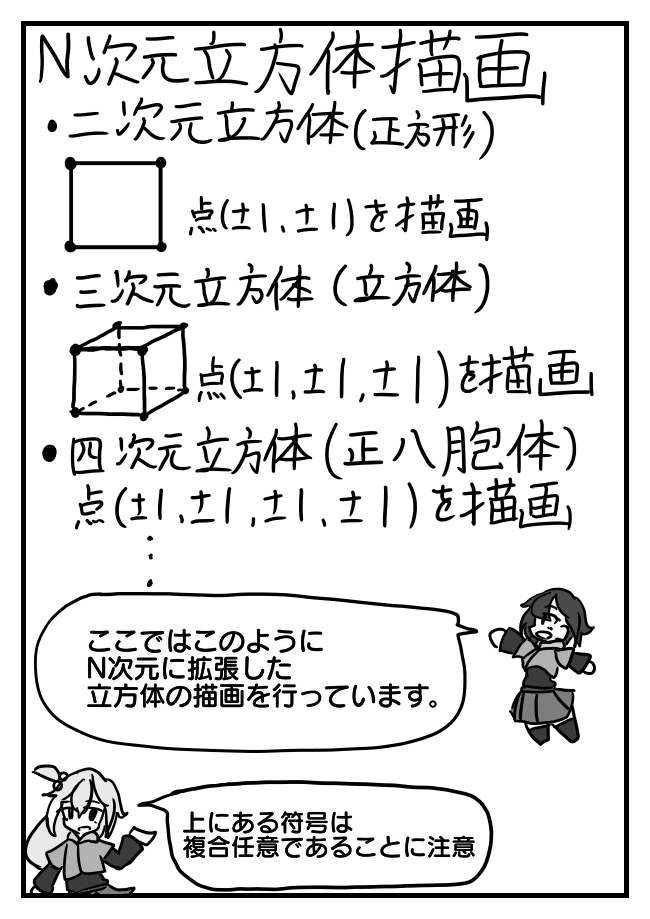 N次元立方体描画
・二次元立方体(正方形)
点(±1,±1)を描画
・三次元立方体(立方体)
点(±1,±1,±1)を描画
・四次元立方体(正八胞体)
点(±1,±1,±1,±1)を描画
⋮
ここではこのように
N次元に拡張した
立方体の描画を行っています。
上にある符号は
複合任意であることに注意